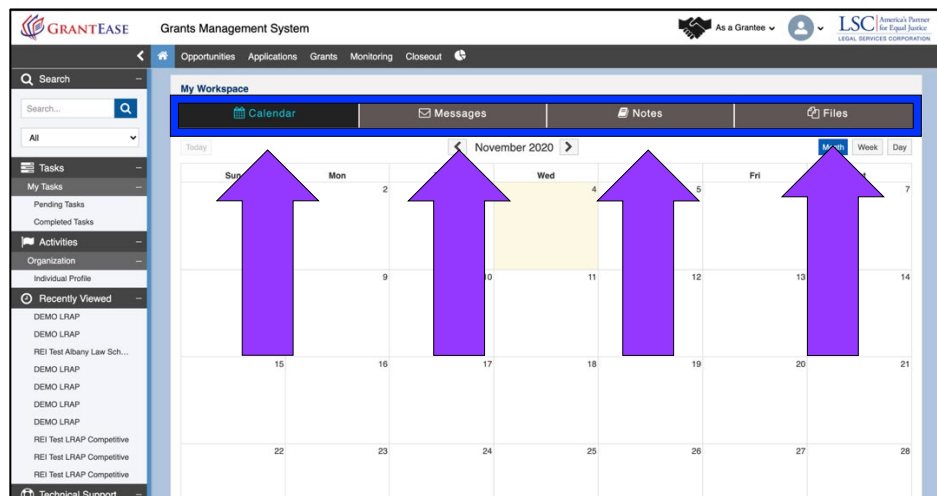 GRANTEASE
Grants Management System
As a Grantee
LSC America's Partner
for Equal Justice
LEGAL SERVICES CORPORATION
Opportunities Applications Grants Monitoring Closeout
Search
Search...
All
Tasks
My Tasks
Pending Tasks
Completed Tasks
Activities
Organization
Individual Profile
Recently Viewed
DEMO LRAP
DEMO LRAP
REI Test Albany Law Sch...
DEMO LRAP
DEMO LRAP
DEMO LRAP
DEMO LRAP
REI Test LRAP Competitive
REI Test LRAP Competitive
REI Test LRAP Competitive
Technical Support
My Workspace
Calendar Messages Notes Files
Today November 2020 Month Week Day
Sun Mon Wed Fri
2 4 5 7
9 10 11 12 13 14
15 16 17 18 19 20 21
22 23 24 25 26 27 28